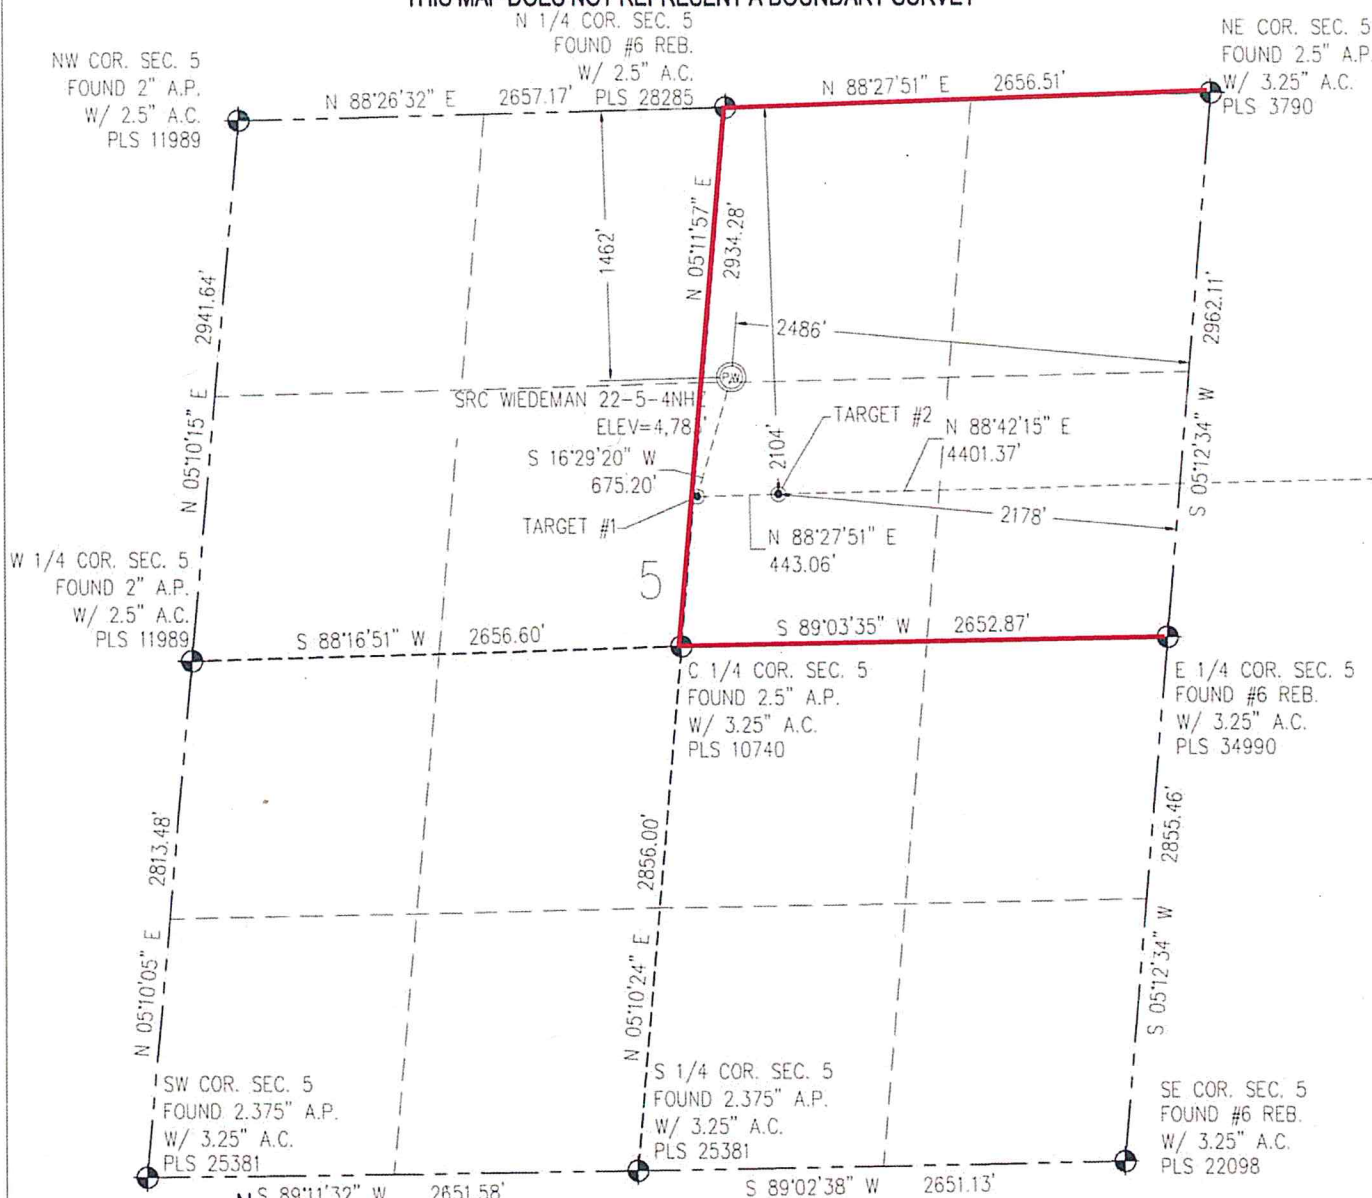 THIS MAP DOES NOT REPRESENT A BOUNDARY SURVEY
NW COR. SEC. 5
FOUND 2" A.P.
W/ 2.5" A.C.
PLS 11989
N 1/4 COR. SEC. 5
FOUND #6 REB.
W/ 2.5" A.C.
PLS 28285
NE COR. SEC. 5
FOUND 2.5" A.P.
W/ 3.25" A.C.
PLS 3790
N 88°26'32" E 2657.17'
N 88°27'51" E 2656.51'
N 05°10'15" E 2941.64'
1462'
N 05°11'57" E 2934.28'
2104'
2486'
S 05°12'34" W 2962.11'
SRC WIEDEMAN 22-5-4NH
ELEV=4,78
S 16°29'20" W
675.20'
TARGET #1
TARGET #2
N 88°42'15" E
4401.37'
2178'
N 88°27'51" E
443.06'
5
W 1/4 COR. SEC. 5
FOUND 2" A.P.
W/ 2.5" A.C.
PLS 11989
S 88°16'51" W 2656.60'
S 89°03'35" W 2652.87'
C 1/4 COR. SEC. 5
FOUND 2.5" A.P.
W/ 3.25" A.C.
PLS 10740
E 1/4 COR. SEC. 5
FOUND #6 REB.
W/ 3.25" A.C.
PLS 34990
N 05°10'05" E 2813.48'
N 05°10'24" E 2856.00'
S 05°12'34" W 2855.46'
SW COR. SEC. 5
FOUND 2.375" A.P.
W/ 3.25" A.C.
PLS 25381
S 1/4 COR. SEC. 5
FOUND 2.375" A.P.
W/ 3.25" A.C.
PLS 25381
SE COR. SEC. 5
FOUND #6 REB.
W/ 3.25" A.C.
PLS 22098
S 89°11'32" W 2651.58'
S 89°02'38" W 2651.13'